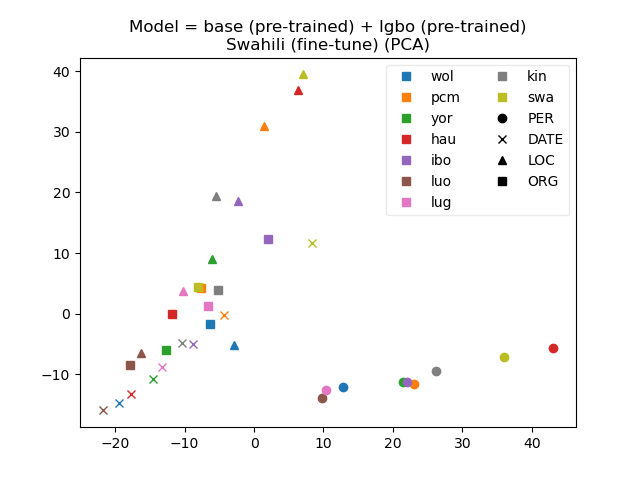 Model = base (pre-trained) + Igbo (pre-trained)
Swahili (fine-tune) (PCA)
40
30
20
10
0
−10
−20
−10
0
10
20
30
40
wol
pcm
yor
hau
ibo
luo
lug
kin
swa
PER
DATE
LOC
ORG